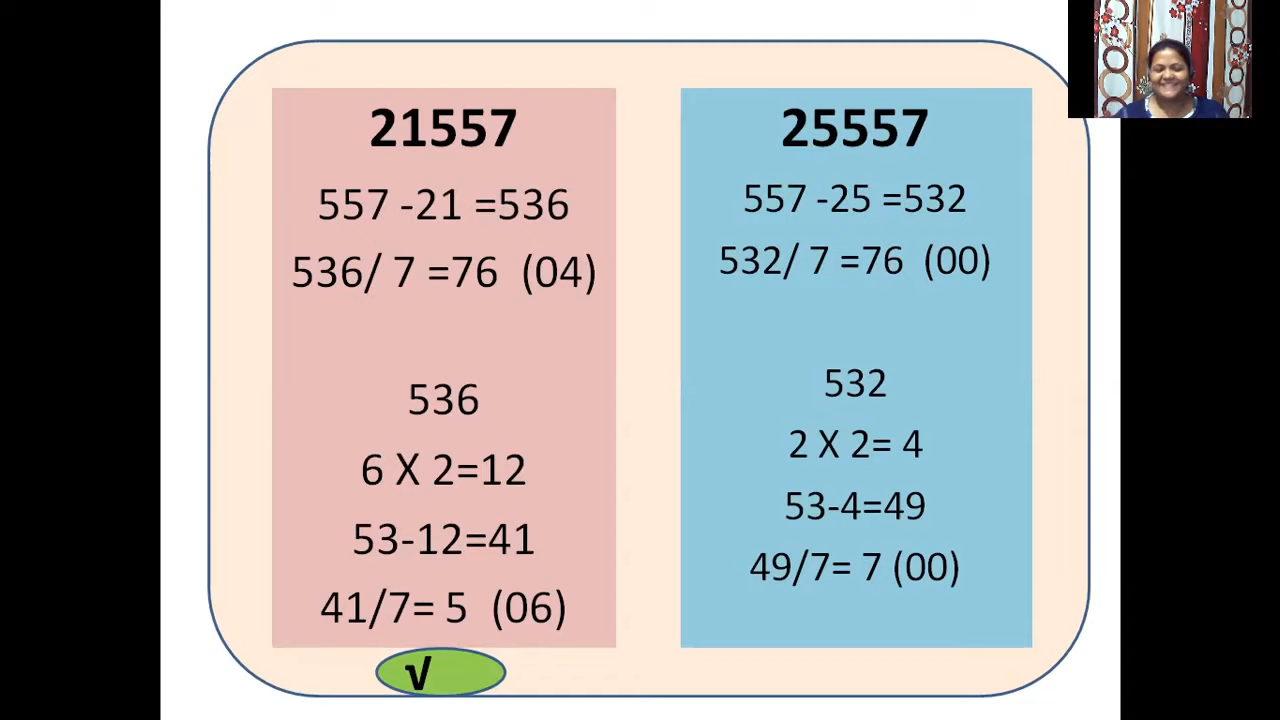 21557
557 -21 =536
536/ 7 =76 (04)
536
6 X 2=12
53-12=41
41/7= 5 (06)
√
25557
557 -25 =532
532/ 7 =76 (00)
532
2 X 2= 4
53-4=49
49/7= 7 (00)